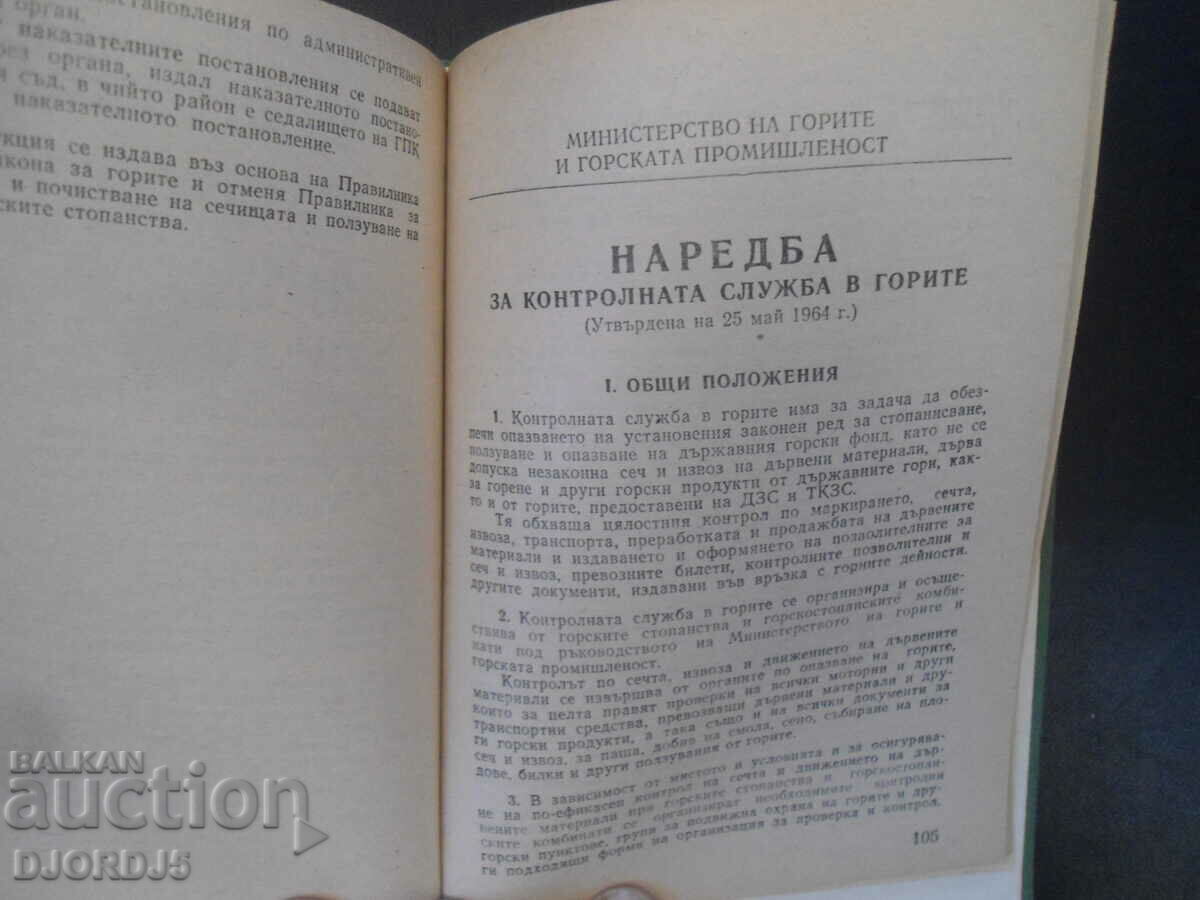 становления по административен
орган.
наказателните постановления се подават
без органа, издал наказателното постано-
я съд, в чийто район е седалището на ГПК
наказателното постановление.
укция се издава въз основа на Правилника
акона за горите и отменя Правилника за
и почистване на сечищата и ползуване на
ските стопанства.
МИНИСТЕРСТВО НА ГОРИТЕ
И ГОРСКАТА ПРОМИШЛЕНОСТ
НАРЕДБА
ЗА КОНТРОЛНАТА СЛУЖБА В ГОРИТЕ
(Утвърдена на 25 май 1964 г.)
*
I. ОБЩИ ПОЛОЖЕНИЯ
1. Контролната служба в горите има за задача да обез-
печи опазването на установения законен ред за стопанисване,
ползуване и опазване на държавния горски фонд, като не се
допуска незаконна сеч и извоз на дървени материали, дърва
за горене и други горски продукти от държавните гори, как-
то и от горите, предоставени на ДЗС и ТКЗС.
Тя обхваща цялостния контрол по маркирането, сечта,
извоза, транспорта, преработката и продажбата на дървените
материали и издаването и оформянето на позволителните за
сеч и извоз, превозните билети, контролните позволителни и
другите документи, издавани във връзка с горните дейности.
2. Контролната служба в горите се организира и осъще-
ствява от горските стопанства и горскостопанските комби-
нати под ръководството на Министерството на горите и
горската промишленост.
Контролът по сечта, извоза и движението на дървените
материвли се извършва от органите по опазване на горите,
които за целта правят проверки на всички моторни и други
транспортни средства, превозващи дървени материали и дру-
ги горски продукти, а така също и на всички документи за
сеч и извоз, за паша, добив на смола, сено, събиране на пло-
дове, билки и други ползувания от горите.
3. В зависимост от мястото и условията и за осигурява-
не на по-ефикасен контрол на сечта и движението на дър-
вените материали при горските стопанства и горскостопан-
ските комбинати се организират необходимите контролни
горски пунктове, групи за подвижна охрана на горите и дру-
ги подходящи форми на организация за проверка и контрол.
105
BALKAN
auction
DJORDJ5